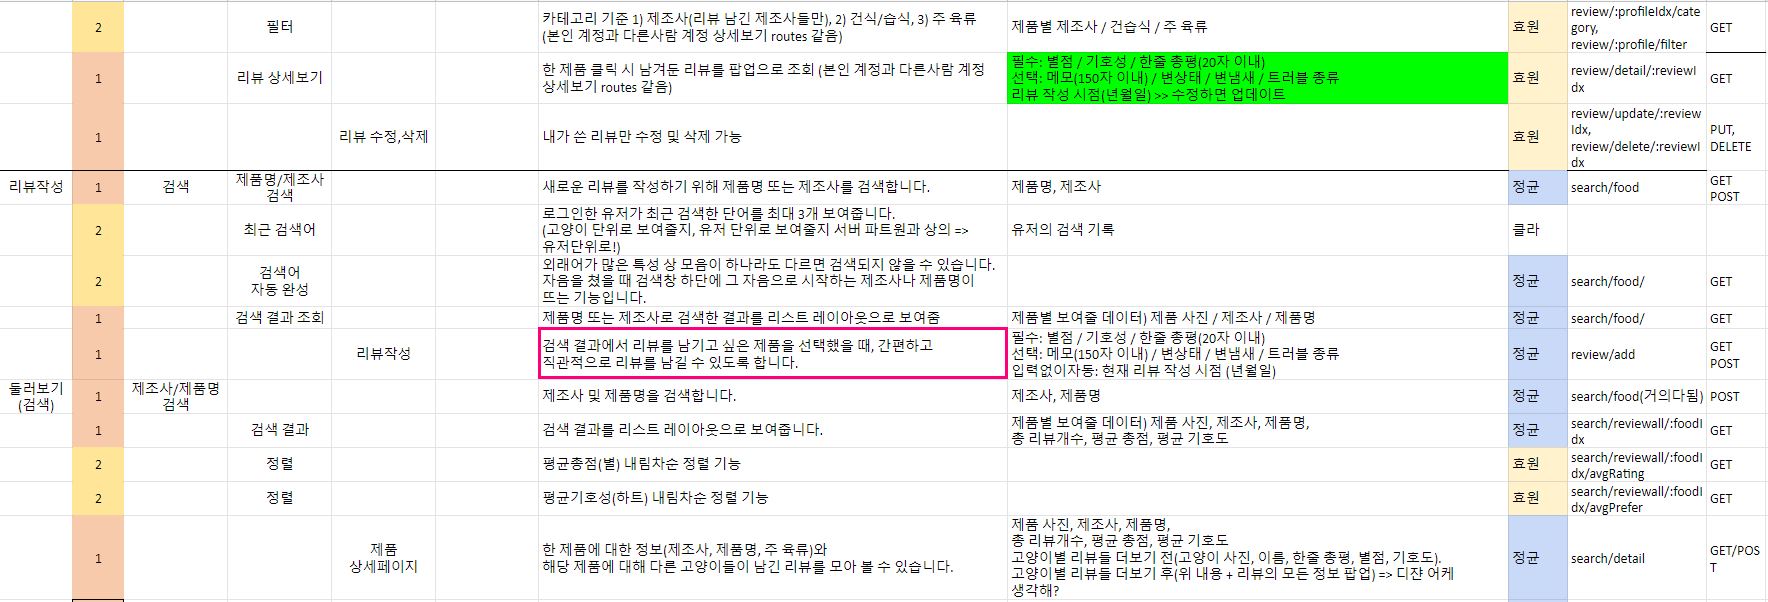 2
필터
카테고리 기준 1) 제조사(리뷰 남긴 제조사들만), 2) 건식/습식, 3) 주 육류
(본인 계정과 다른사람 계정 상세보기 routes 같음)
제품별 제조사 / 건습식 / 주 육류
효원
review/:profileIdx/cate
gory,
review/:profile/filter
GET
1
리뷰 상세보기
한 제품 클릭 시 남겨둔 리뷰를 팝업으로 조회 (본인 계정과 다른사람 계정
상세보기 routes 같음)
필수: 별점 / 기호성 / 한줄 총평(20자 이내)
선택: 메모(150자 이내) / 변상태 / 변냄새 / 트러블 종류
리뷰 작성 시점(년월일) >> 수정하면 업데이트
효원
review/detail/:reviewI
dx
GET
1
리뷰 수정,삭제
내가 쓴 리뷰만 수정 및 삭제 가능
효원
review/update/:review
Idx,
review/delete/:reviewI
dx
PUT,
DELETE
리뷰작성
1
검색
제품명/제조사
검색
새로운 리뷰를 작성하기 위해 제품명 또는 제조사를 검색합니다.
제품명, 제조사
정균
search/food
GET
POST
2
최근 검색어
로그인한 유저가 최근 검색한 단어를 최대 3개 보여줍니다.
(고양이 단위로 보여줄지, 유저 단위로 보여줄지 서버 파트원과 상의 =>
유저단위로!)
유저의 검색 기록
클라
2
검색어
자동 완성
외래어가 많은 특성 상 모음이 하나라도 다르면 검색되지 않을 수 있습니다.
자음을 쳤을 때 검색창 하단에 그 자음으로 시작하는 제조사나 제품명이
뜨는 기능입니다.
정균
search/food/
GET
1
검색 결과 조회
제품명 또는 제조사로 검색한 결과를 리스트 레이아웃으로 보여줌
제품별 보여줄 데이터) 제품 사진 / 제조사 / 제품명
정균
search/food/
GET
1
리뷰작성
검색 결과에서 리뷰를 남기고 싶은 제품을 선택했을 때, 간편하고
직관적으로 리뷰를 남길 수 있도록 합니다.
필수: 별점 / 기호성 / 한줄 총평(20자 이내)
선택: 메모(150자 이내) / 변상태 / 변냄새 / 트러블 종류
입력없이자동: 현재 리뷰 작성 시점 (년월일)
정균
review/add
GET
POST
둘러보기
(검색)
1
제조사/제품명
검색
제조사 및 제품명을 검색합니다.
제조사, 제품명
정균
search/food(거의다됨)
POST
1
검색 결과
검색 결과를 리스트 레이아웃으로 보여줍니다.
제품별 보여줄 데이터) 제품 사진, 제조사, 제품명,
총 리뷰개수, 평균 총점, 평균 기호도
정균
search/reviewall/:foodI
dx
GET
2
정렬
평균총점(별) 내림차순 정렬 기능
효원
search/reviewall/:foodI
dx/avgRating
GET
2
정렬
평균기호성(하트) 내림차순 정렬 기능
효원
search/reviewall/:foodI
dx/avgPrefer
GET
1
제품
상세페이지
한 제품에 대한 정보(제조사, 제품명, 주 육류)와
해당 제품에 대해 다른 고양이들이 남긴 리뷰를 모아 볼 수 있습니다.
제품 사진, 제조사, 제품명,
총 리뷰개수, 평균 총점, 평균 기호도
고양이별 리뷰들 더보기 전(고양이 사진, 이름, 한줄 총평, 별점, 기호도).
고양이별 리뷰들 더보기 후(위 내용 + 리뷰의 모든 정보 팝업) => 디쟌 어케
생각해?
정균
search/detail
GET/POS
T